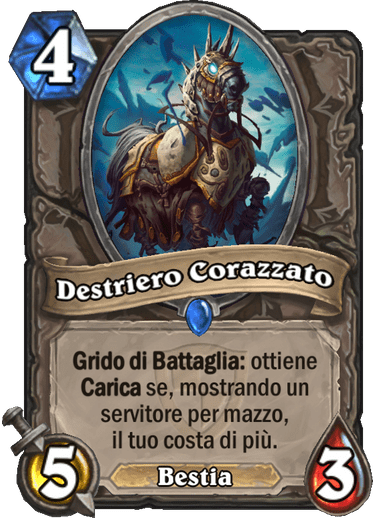 4
Destriero Corazzato
Grido di Battaglia: ottiene
Carica se, mostrando un
servitore per mazzo,
il tuo costa di più.
5
Bestia
3